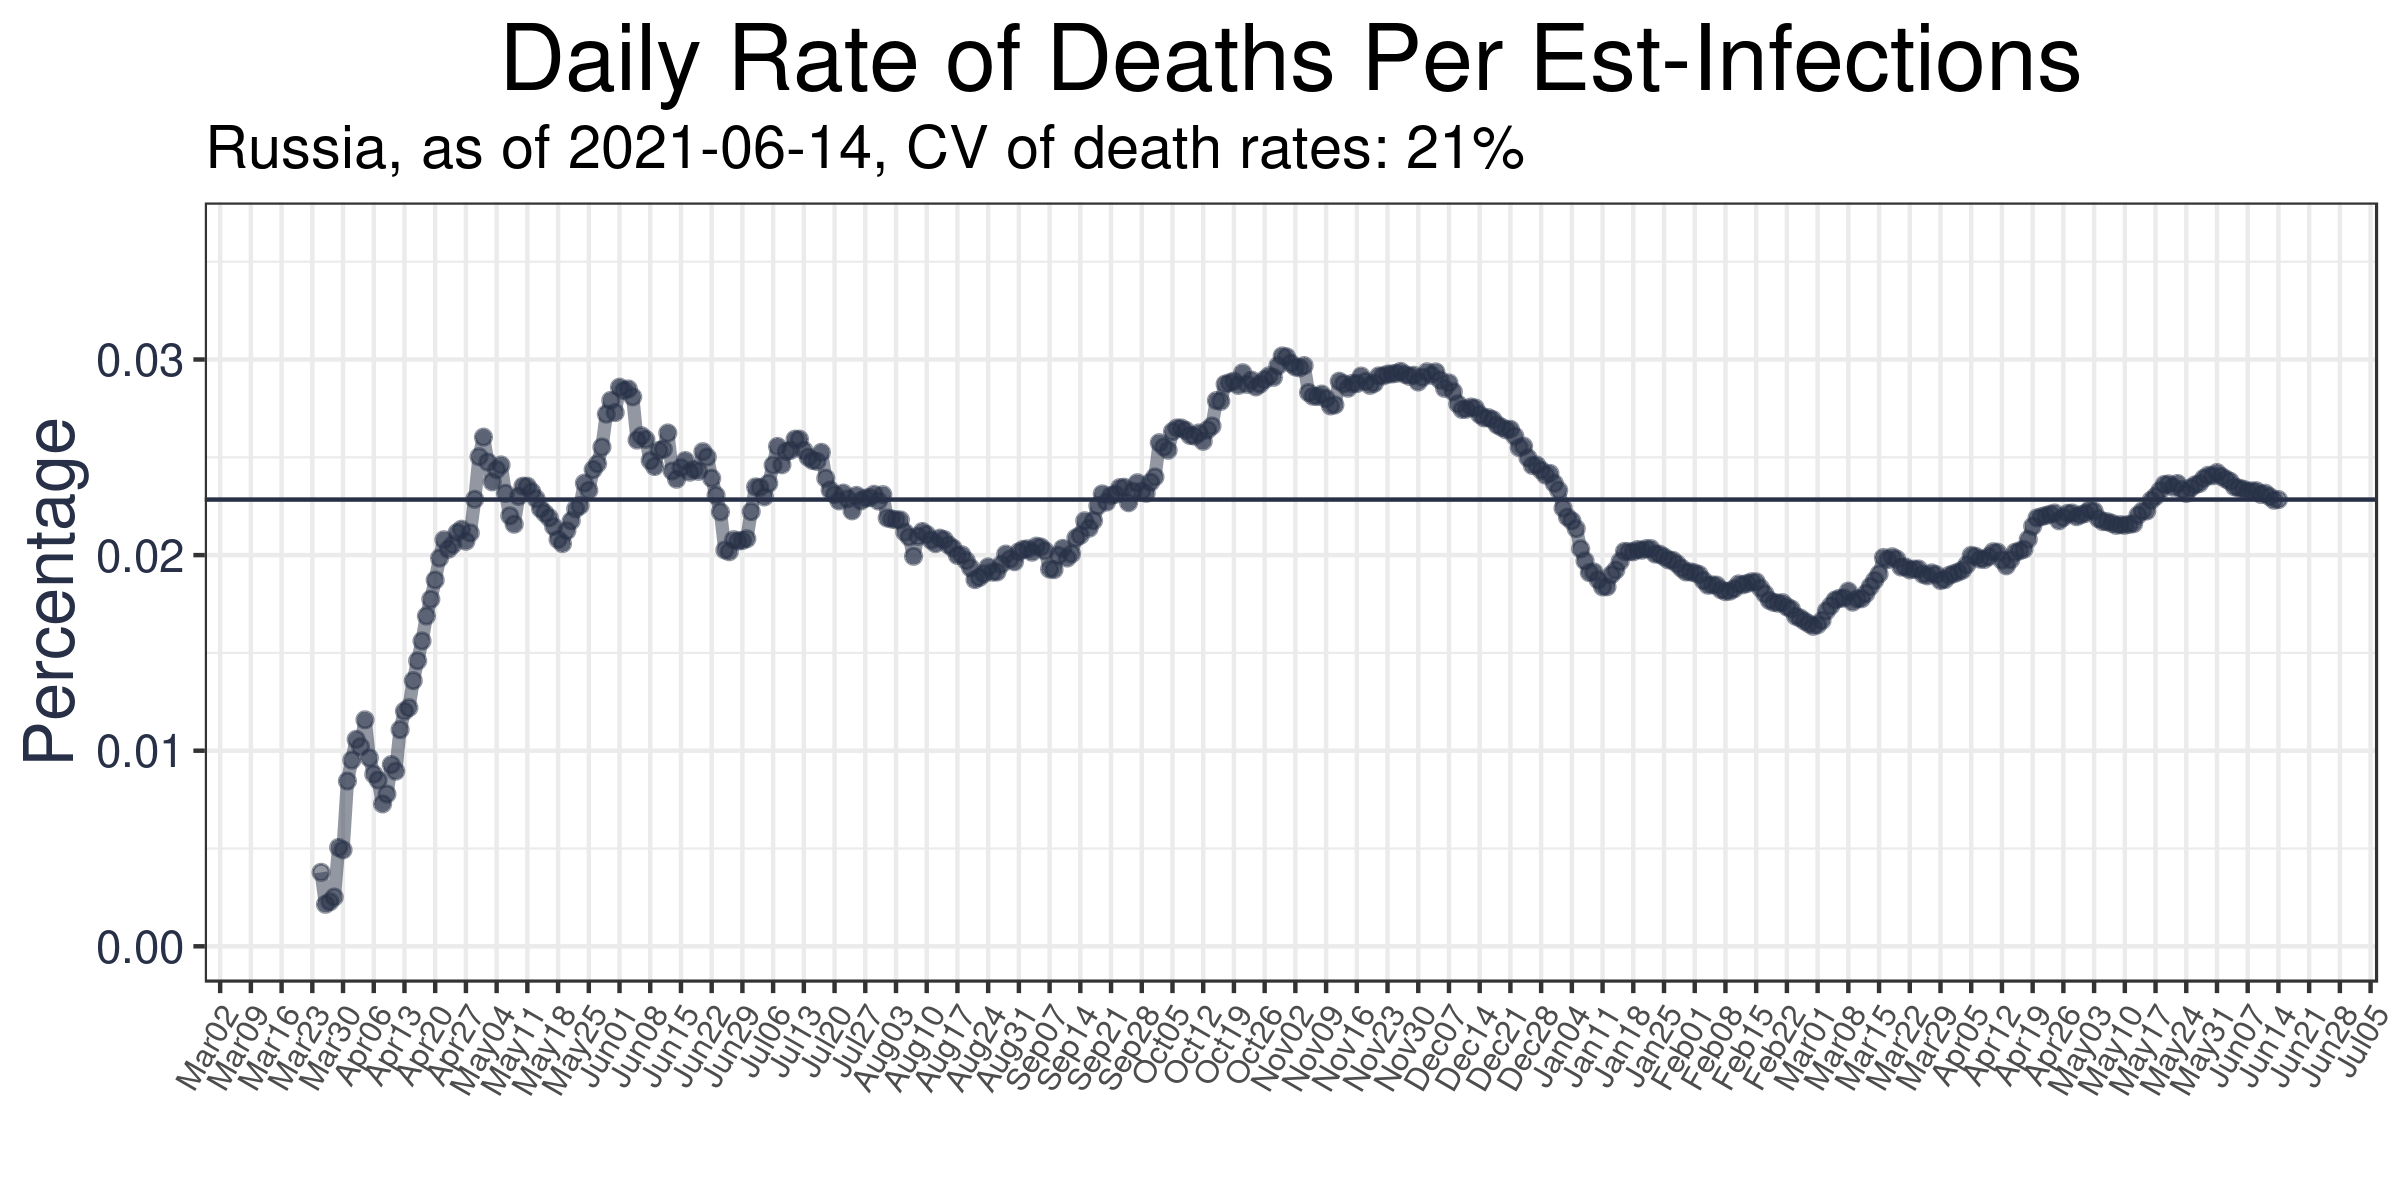 Daily Rate of Deaths Per Est-Infections
Russia, as of 2021-06-14, CV of death rates: 21%
Percentage
0.03
0.02
0.01
0.00
Mar02
Mar09
Mar16
Mar23
Mar30
Apr06
Apr13
Apr20
Apr27
May04
May11
May18
May25
Jun01
Jun08
Jun15
Jun22
Jun29
Jul06
Jul13
Jul20
Jul27
Aug03
Aug10
Aug17
Aug24
Aug31
Sep07
Sep14
Sep21
Sep28
Oct05
Oct12
Oct19
Oct26
Nov02
Nov09
Nov16
Nov23
Nov30
Dec07
Dec14
Dec21
Dec28
Jan04
Jan11
Jan18
Jan25
Feb01
Feb08
Feb15
Feb22
Mar01
Mar08
Mar15
Mar22
Mar29
Apr05
Apr12
Apr19
Apr26
May03
May10
May17
May24
May31
Jun07
Jun14
Jun21
Jun28
Jul05